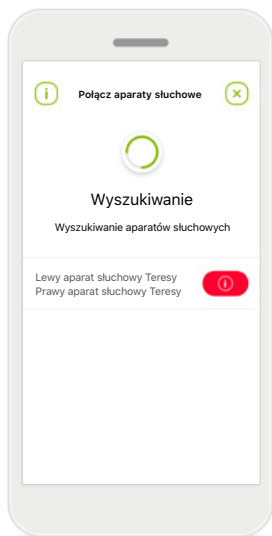 Połącz aparaty słuchowe
Wyszukiwanie
Wyszukiwanie aparatów słuchowych
Lewy aparat słuchowy Teresy
Prawy aparat słuchowy Teresy